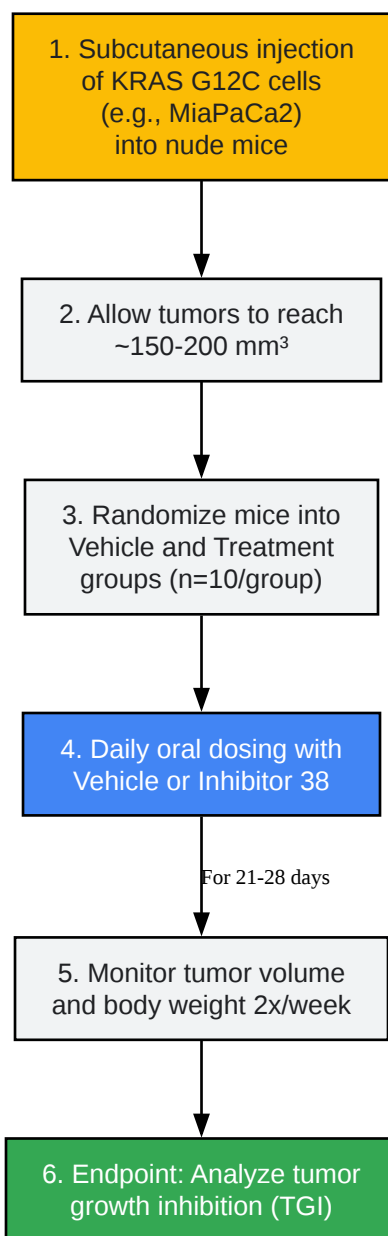 1. Subcutaneous injection
of KRAS G12C cells
(e.g., MiaPaCa2)
into nude mice
2. Allow tumors to reach
~150-200 mm³
3. Randomize mice into
Vehicle and Treatment
groups (n=10/group)
4. Daily oral dosing with
Vehicle or Inhibitor 38
For 21-28 days
5. Monitor tumor volume
and body weight 2x/week
6. Endpoint: Analyze tumor
growth inhibition (TGI)